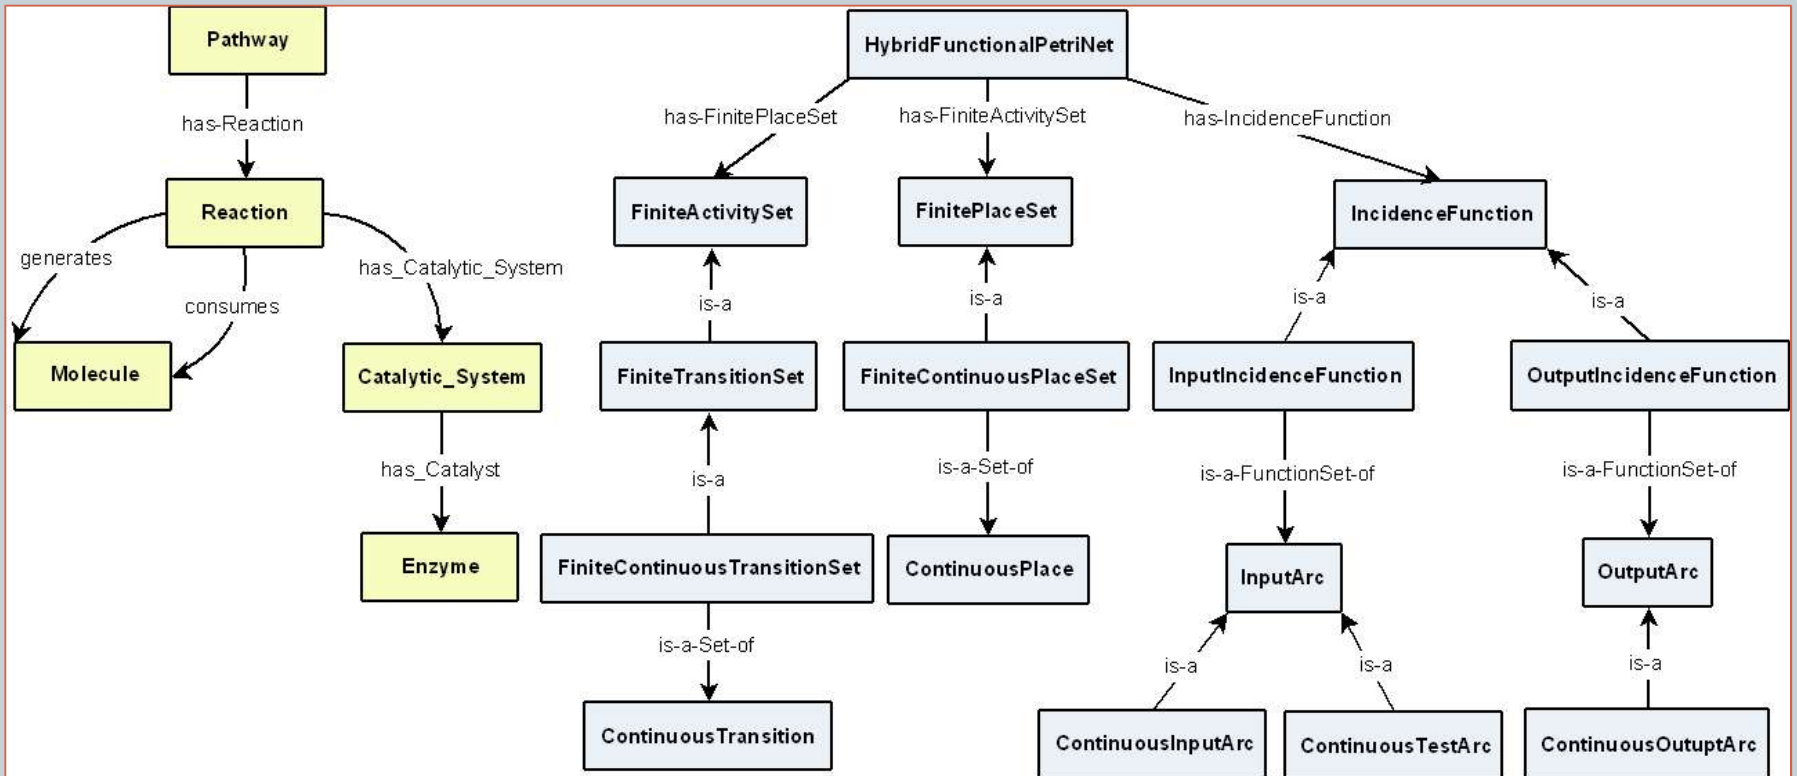 Pathway
HybridFunctionalPetriNet
has-Reaction
has-FinitePlaceSet
has-FiniteActivitySet
has-IncidenceFunction
Reaction
FiniteActivitySet
FinitePlaceSet
IncidenceFunction
generates
consumes
has_Catalytic_System
is-a
is-a
is-a
is-a
Molecule
Catalytic_System
FiniteTransitionSet
FiniteContinuousPlaceSet
InputIncidenceFunction
OutputIncidenceFunction
has_Catalyst
is-a
is-a-Set-of
is-a-FunctionSet-of
is-a-FunctionSet-of
Enzyme
FiniteContinuousTransitionSet
ContinuousPlace
InputArc
OutputArc
is-a-Set-of
is-a
is-a
is-a
ContinuousTransition
ContinuousInputArc
ContinuousTestArc
ContinuousOutuptArc